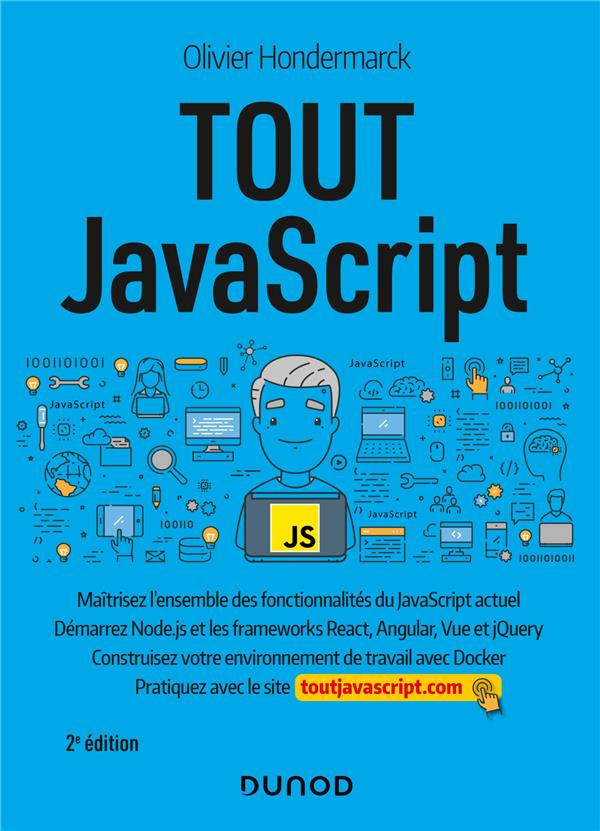 Olivier Hondermarck
TOUT
JavaScript
1001101001
JavaScript
JavaScript
1001101001
JS
JavaScript
100110
10011010011
Maîtrisez l'ensemble des fonctionnalités du JavaScript actuel
Démarrez Node.js et les frameworks React, Angular, Vue et jQuery
Construisez votre environnement de travail avec Docker
Pratiquez avec le site toutjavascript.com
2e édition
DUNOD